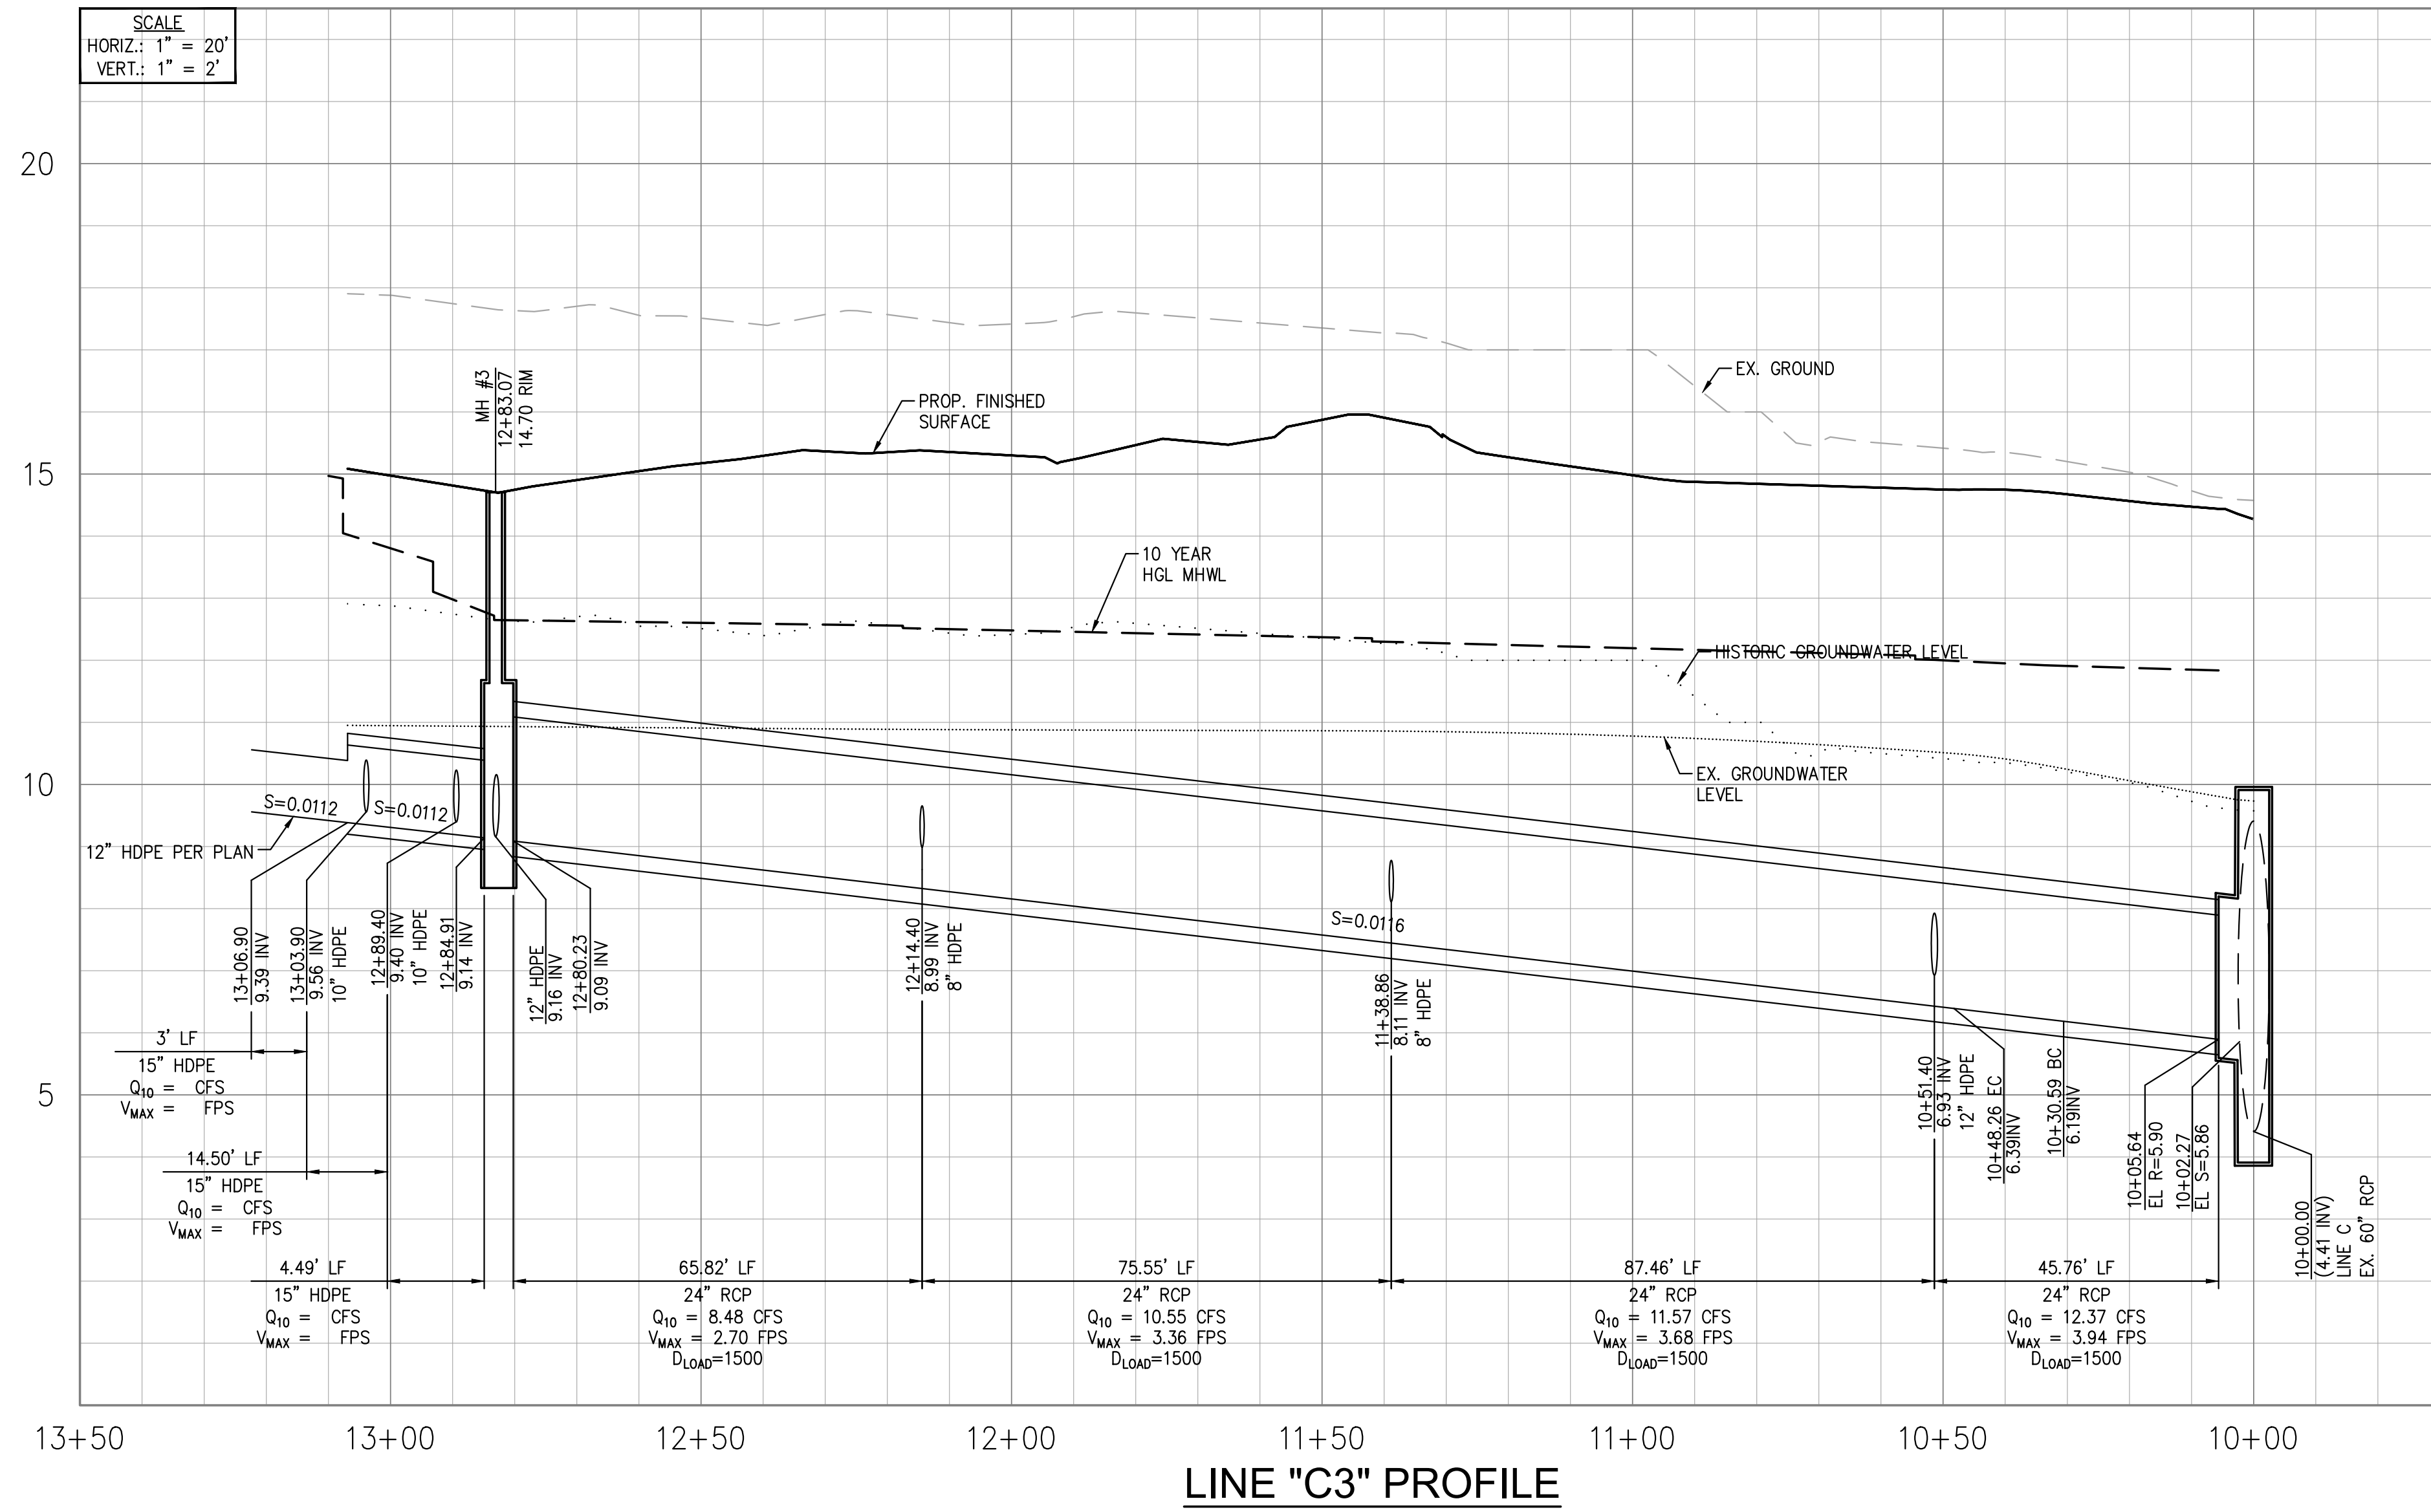 SCALE
HORIZ.: 1" = 20'
VERT.: 1" = 2'
20
15
10
5
MH #3
12+83.07
14.70 RIM
PROP. FINISHED
SURFACE
EX. GROUND
10 YEAR
HGL MHWL
HISTORIC GROUNDWATER LEVEL
EX. GROUNDWATER
LEVEL
S=0.0112
S=0.0112
12" HDPE PER PLAN
S=0.0116
13+06.90
9.39 INV
13+03.90
9.56 INV
10" HDPE
12+89.40
9.40 INV
10" HDPE
12+84.91
9.14 INV
12" HDPE
9.16 INV
12+80.23
9.09 INV
12+14.40
8.99 INV
8" HDPE
11+38.86
8.11 INV
8" HDPE
10+51.40
6.93 INV
12" HDPE
10+48.26 EC
6.39INV
10+30.59 BC
6.19INV
10+05.64
EL R=5.90
10+02.27
EL S=5.86
10+00.00
(4.41 INV)
LINE C
EX. 60" RCP
3' LF
15" HDPE
Q10 = CFS
VMAX = FPS
14.50' LF
15" HDPE
Q10 = CFS
VMAX = FPS
4.49' LF
15" HDPE
Q10 = CFS
VMAX = FPS
65.82' LF
24" RCP
Q10 = 8.48 CFS
VMAX = 2.70 FPS
DLOAD=1500
75.55' LF
24" RCP
Q10 = 10.55 CFS
VMAX = 3.36 FPS
DLOAD=1500
87.46' LF
24" RCP
Q10 = 11.57 CFS
VMAX = 3.68 FPS
DLOAD=1500
45.76' LF
24" RCP
Q10 = 12.37 CFS
VMAX = 3.94 FPS
DLOAD=1500
13+50 13+00 12+50 12+00 11+50 11+00 10+50 10+00
LINE "C3" PROFILE